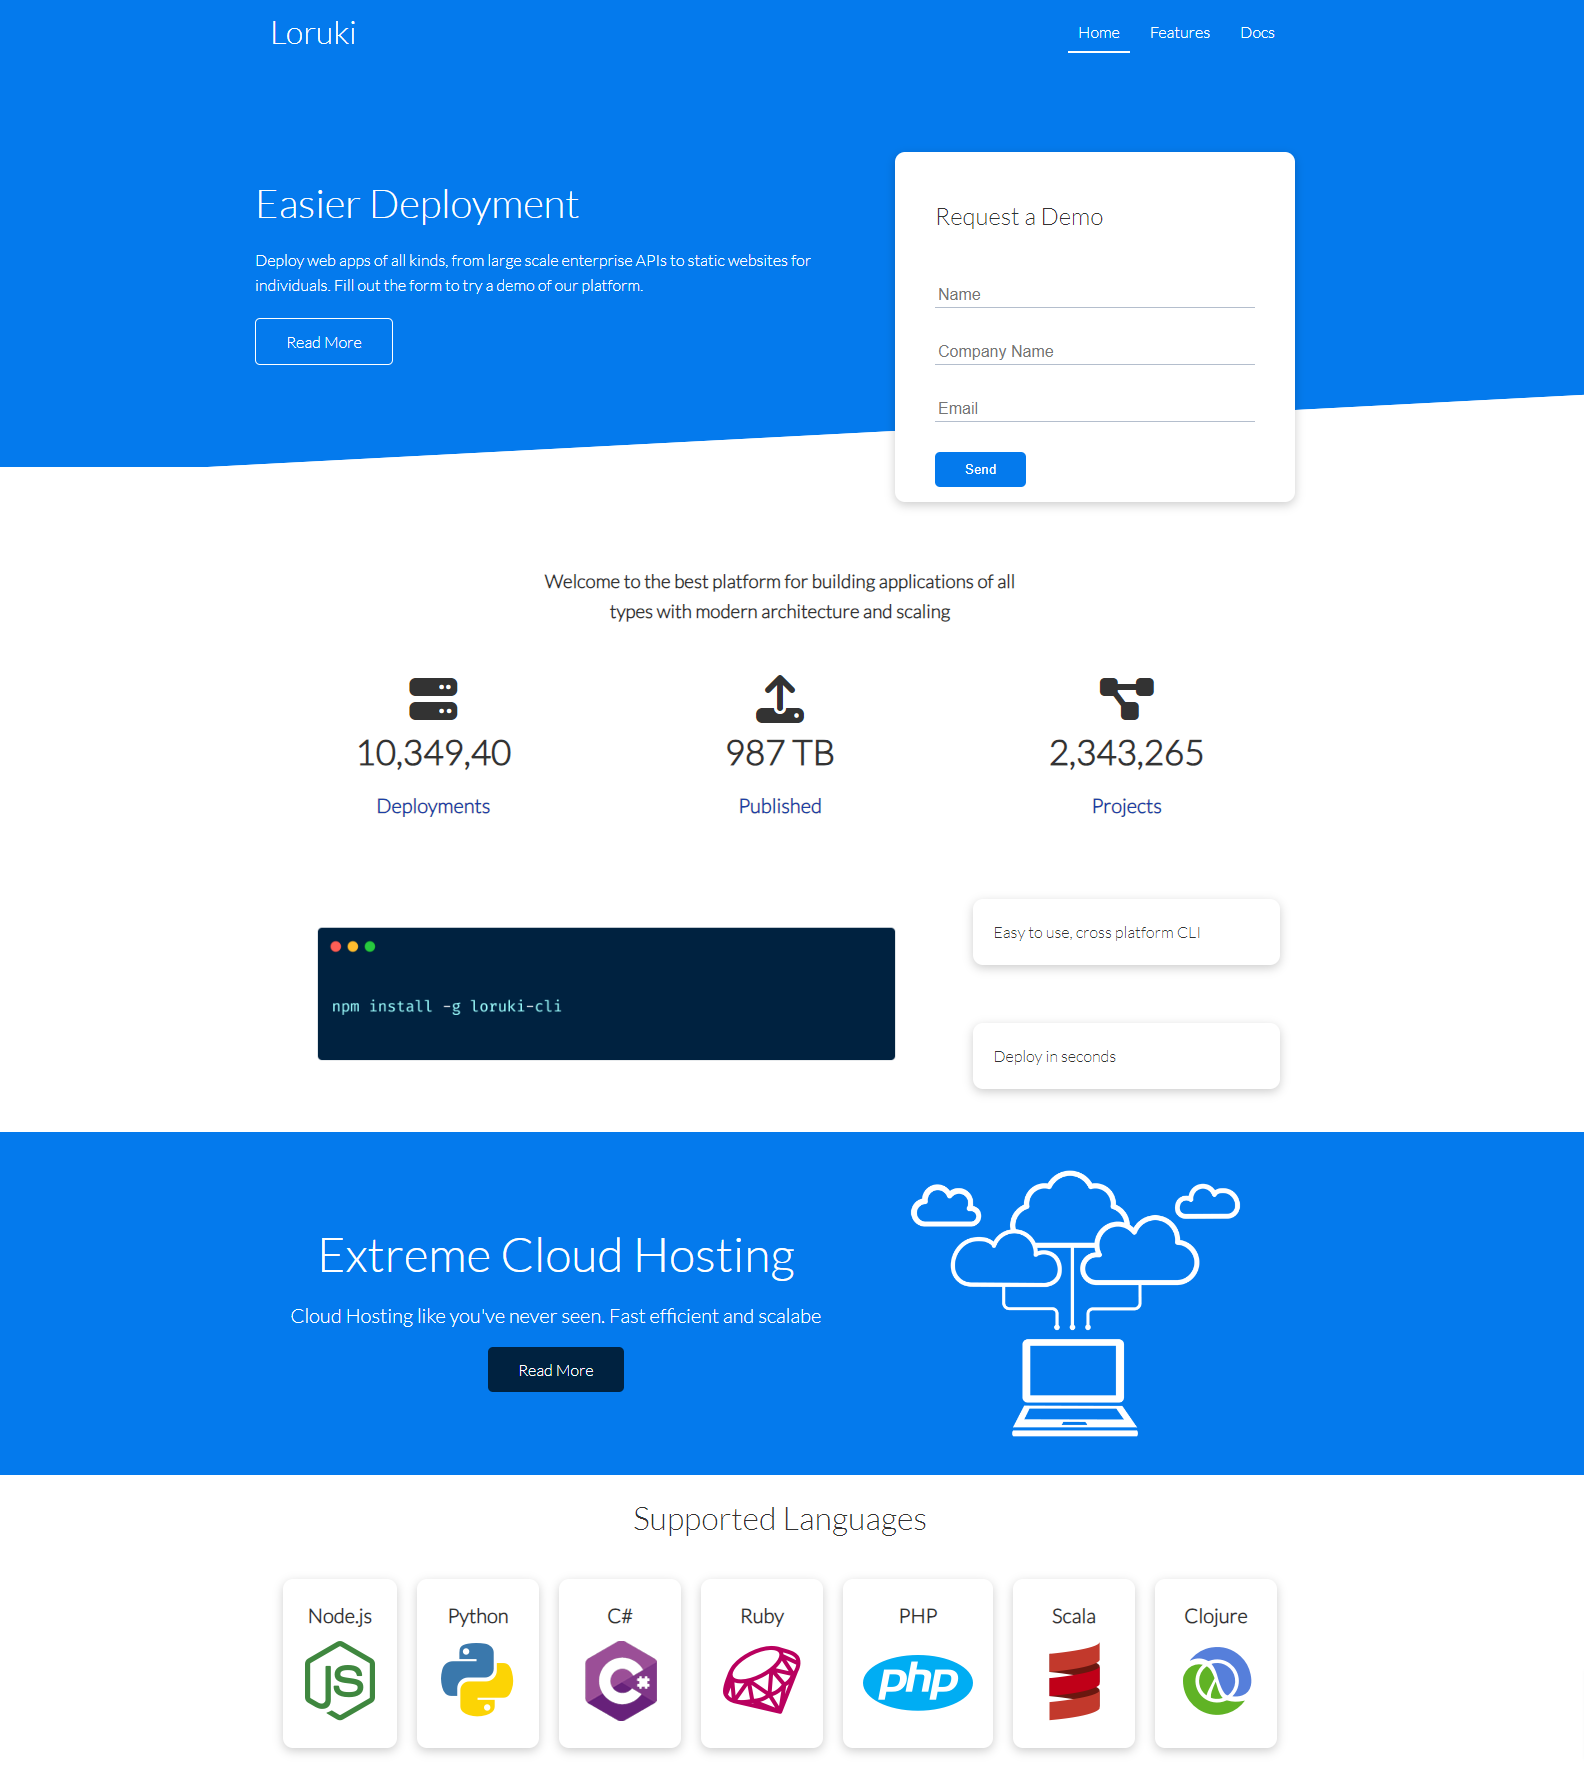 Loruki
Home
Features
Docs
Easier Deployment
Deploy web apps of all kinds, from large scale enterprise APIs to static websites for
individuals. Fill out the form to try a demo of our platform.
Read More
Request a Demo
Name
Company Name
Email
Send
Welcome to the best platform for building applications of all
types with modern architecture and scaling
10,349,40
Deployments
987 TB
Published
2,343,265
Projects
npm install -g loruki-cli
Easy to use, cross platform CLI
Deploy in seconds
Extreme Cloud Hosting
Cloud Hosting like you've never seen. Fast efficient and scalabe
Read More
Supported Languages
Node.js
JS
Python
C#
C#
Ruby
PHP
php
Scala
Clojure